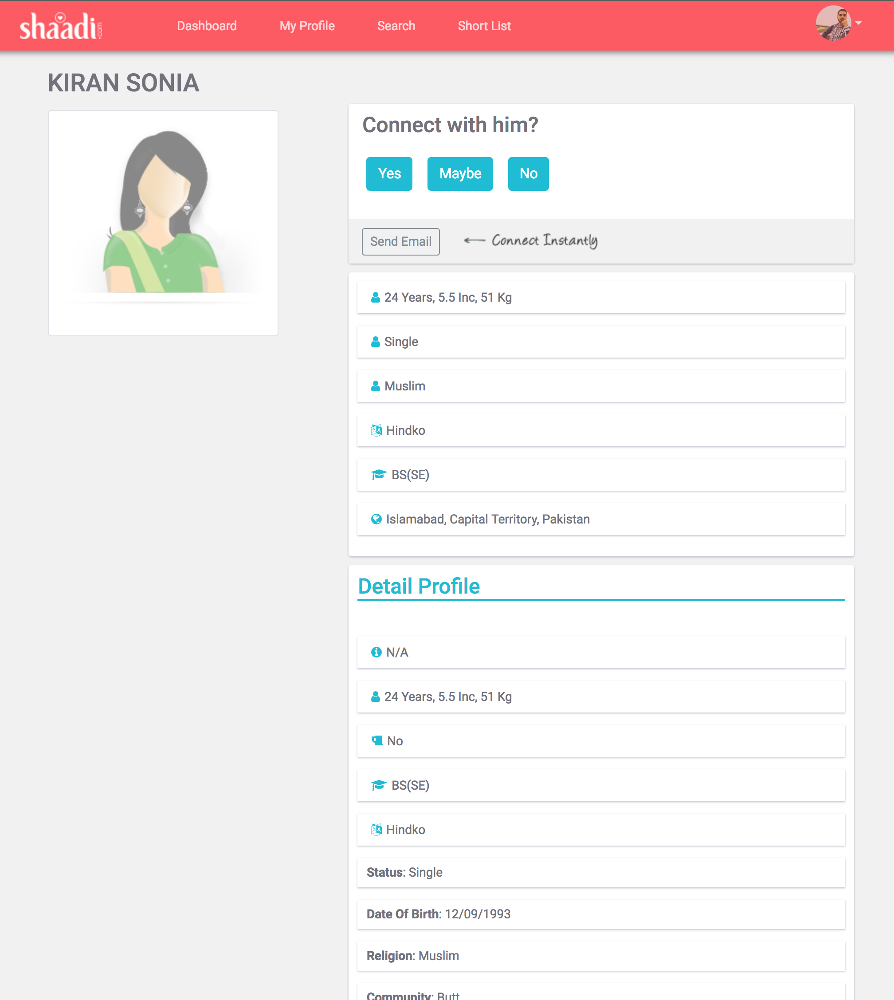 shaadi.com
Dashboard
My Profile
Search
Short List
KIRAN SONIA
Connect with him?
Yes
Maybe
No
Send Email
Connect Instantly
24 Years, 5.5 Inc, 51 Kg
Single
Muslim
Hindko
BS(SE)
Islamabad, Capital Territory, Pakistan
Detail Profile
N/A
24 Years, 5.5 Inc, 51 Kg
No
BS(SE)
Hindko
Status: Single
Date Of Birth: 12/09/1993
Religion: Muslim
Community: Butt